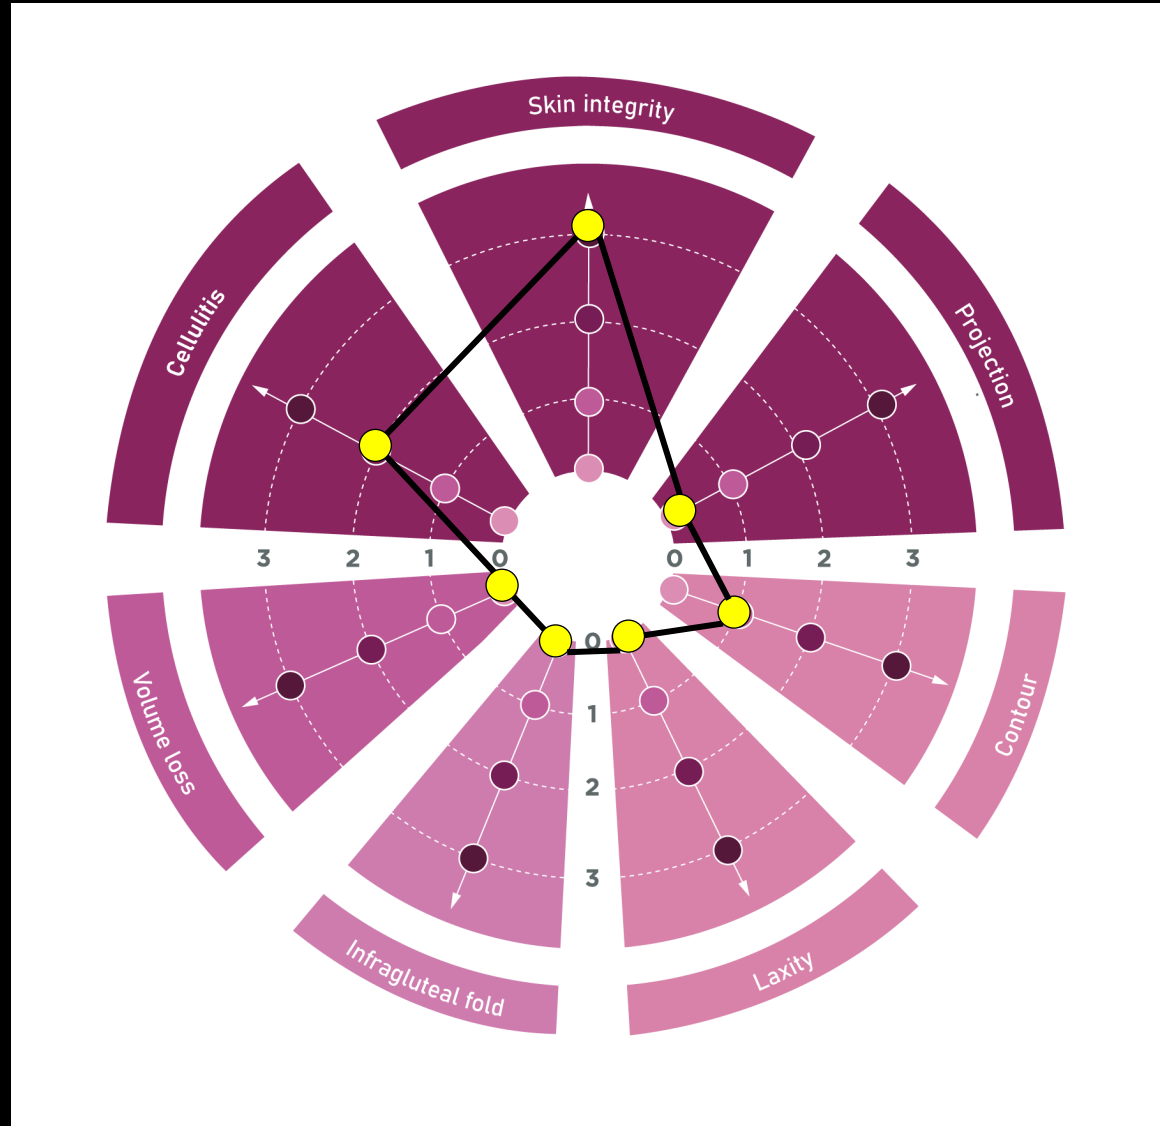 Skin integrity
Cellulitis
Projection
3 2 1 0
0 1 2 3
0
1
2
3
Volume loss
Contour
Infragluteal fold
Laxity